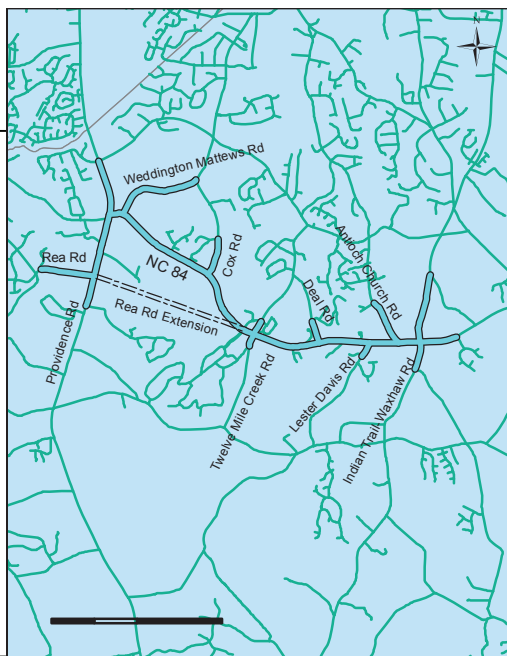 N
Weddington Mattews Rd
Antioch Church Rd
Cox Rd
Rea Rd
NC 84
Deal Rd
Rea Rd Extension
Providence Rd
Twelve Mile Creek Rd
Lester Davis Rd
Indian Trail-Waxhaw Rd